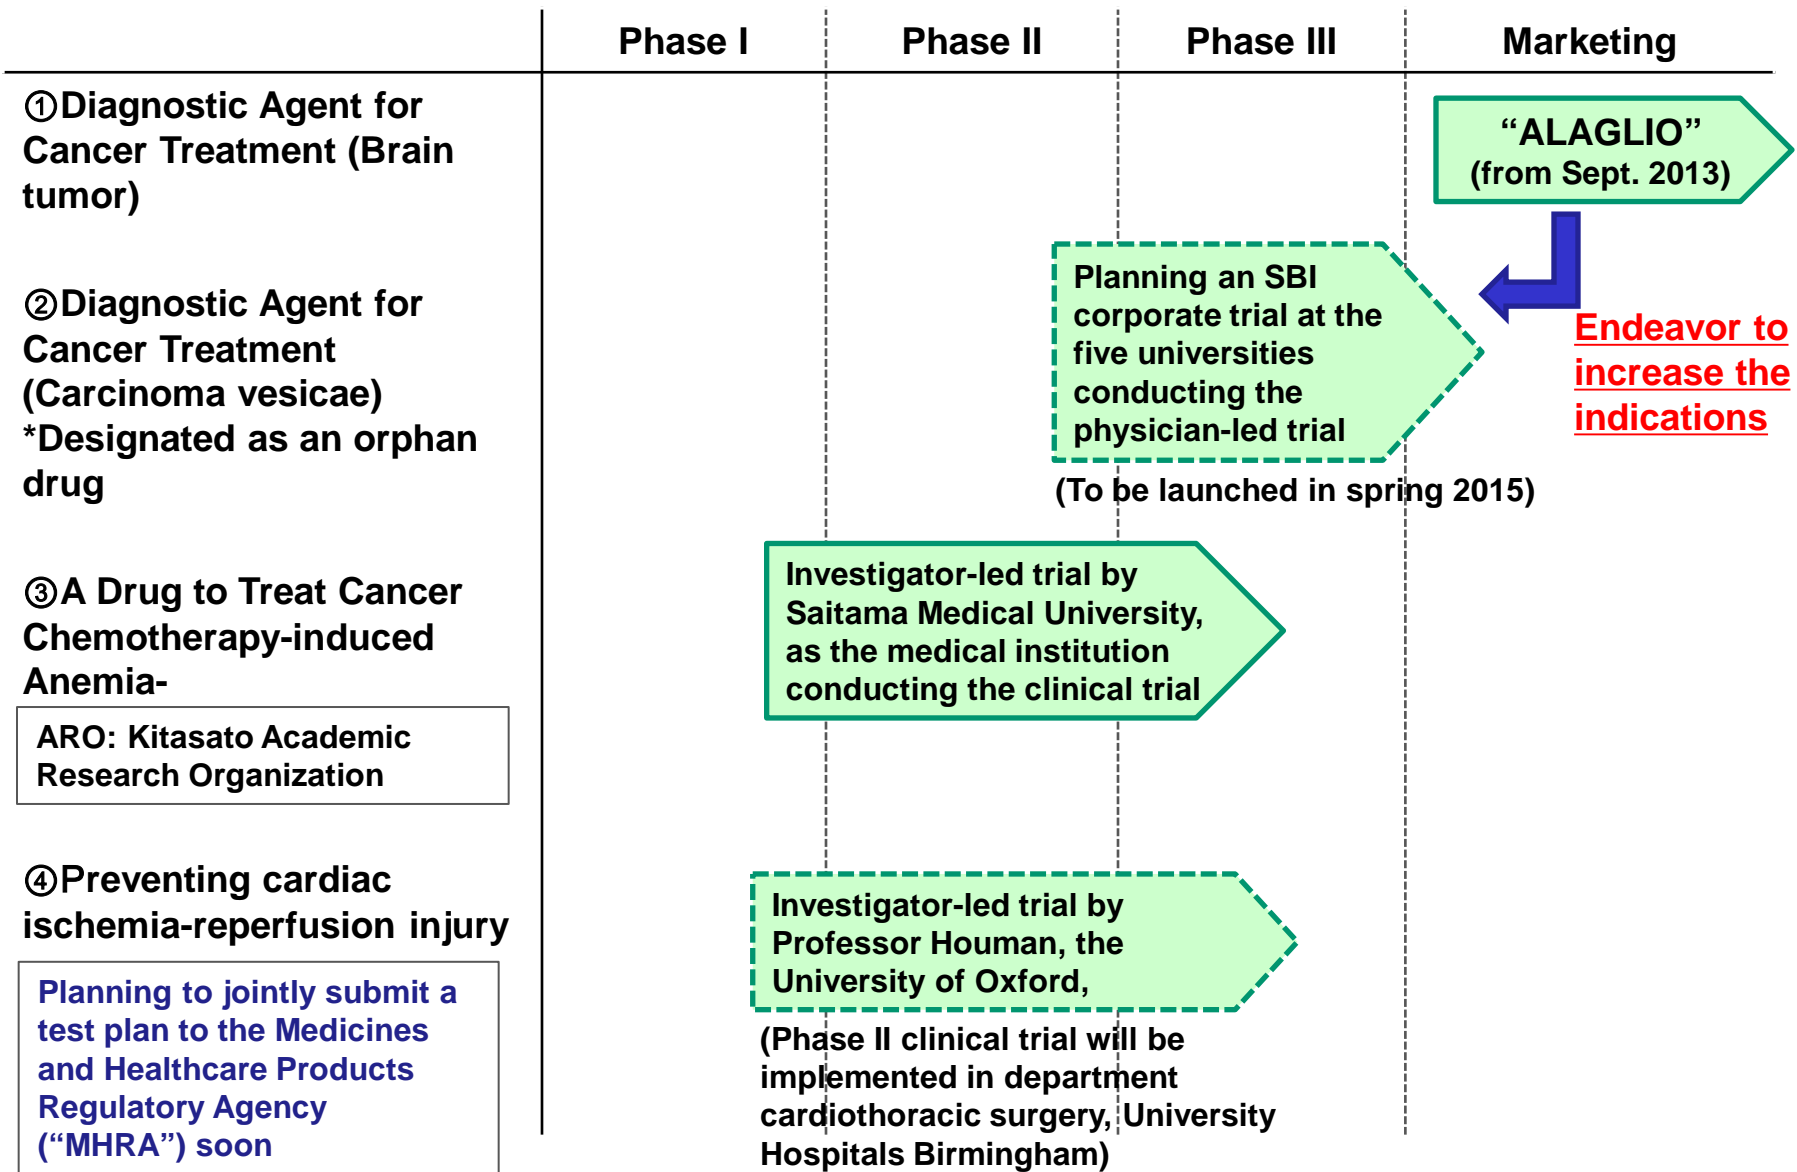 Phase I
Phase II
Phase III
Marketing
①Diagnostic Agent for
Cancer Treatment (Brain
tumor)
“ALAGLIO”
(from Sept. 2013)
②Diagnostic Agent for
Cancer Treatment
(Carcinoma vesicae)
*Designated as an orphan
drug
Planning an SBI
corporate trial at the
five universities
conducting the
physician-led trial
(To be launched in spring 2015)
Endeavor to
increase the
indications
③A Drug to Treat Cancer
Chemotherapy-induced
Anemia-
ARO: Kitasato Academic
Research Organization
Investigator-led trial by
Saitama Medical University,
as the medical institution
conducting the clinical trial
④Preventing cardiac
ischemia-reperfusion injury
Planning to jointly submit a
test plan to the Medicines
and Healthcare Products
Regulatory Agency
(“MHRA”) soon
Investigator-led trial by
Professor Houman, the
University of Oxford,
(Phase II clinical trial will be
implemented in department
cardiothoracic surgery, University
Hospitals Birmingham)